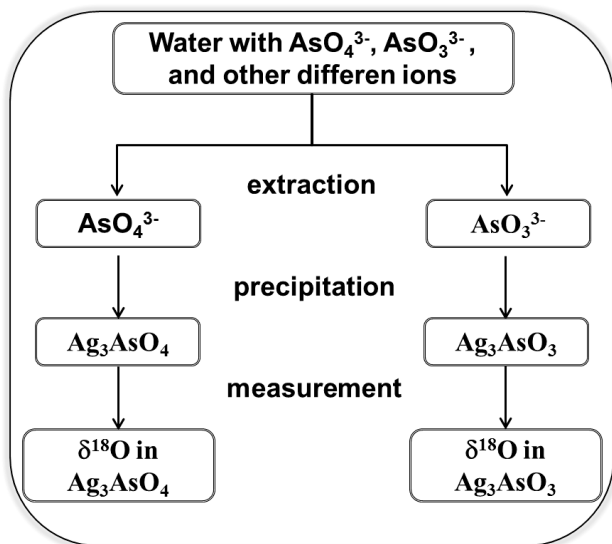 Water with AsO₄³⁻, AsO₃³⁻ ,
and other differen ions
extraction
AsO₄³⁻
AsO₃³⁻
precipitation
Ag₃AsO₄
Ag₃AsO₃
measurement
δ¹⁸O in
Ag₃AsO₄
δ¹⁸O in
Ag₃AsO₃